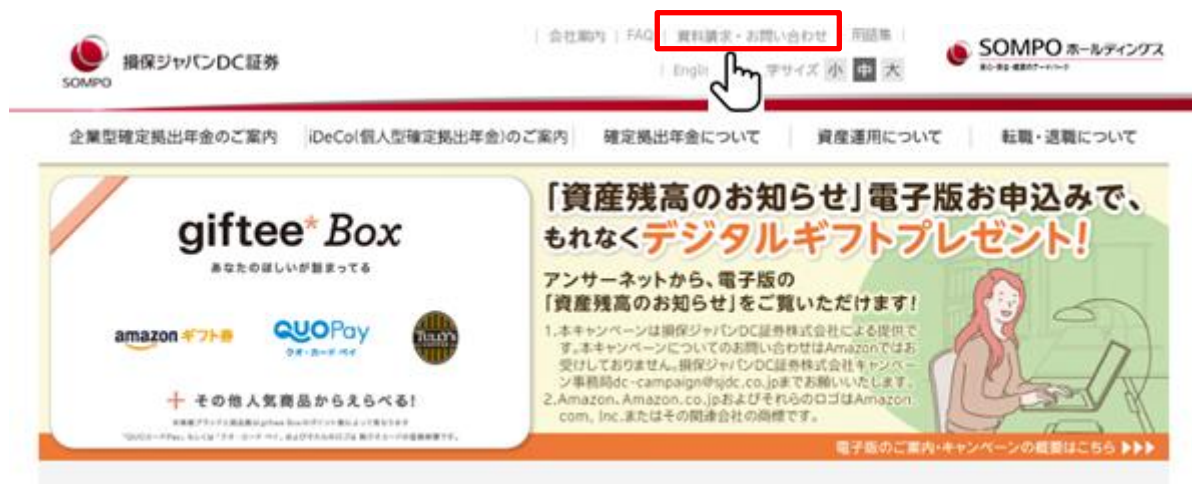 会社案内 | FAQ | 資料請求・お問い合わせ | 用語集 |
SOMPO
損保ジャパンDC証券
SOMPO ホールディングス
| Englis
字サイズ 小 中 大
企業型確定拠出年金のご案内 | iDeCo(個人型確定拠出年金)のご案内 | 確定拠出年金について | 資産運用について | 転職・退職について
giftee* Box
あなたのほしいが詰まってる
amazon ギフト券
QUOPay
クオ・カード ペイ
TULLY'S
+ その他人気商品からえらべる!
「資産残高のお知らせ」電子版お申込みで、
もれなくデジタルギフトプレゼント!
アンサーネットから、電子版の
「資産残高のお知らせ」をご覧いただけます!
1.本キャンペーンは損保ジャパンDC証券株式会社による提供で
す。本キャンペーンについてのお問い合わせはAmazonではお
受けしておりません。損保ジャパンDC証券株式会社キャンペー
ン事務局dc-campaign@sjdc.co.jpまでお願いいたします。
2.Amazon、Amazon.co.jpおよびそれらのロゴはAmazon.
com, Inc.またはその関連会社の商標です。
電子版のご案内・キャンペーンの概要はこちら ▶▶▶